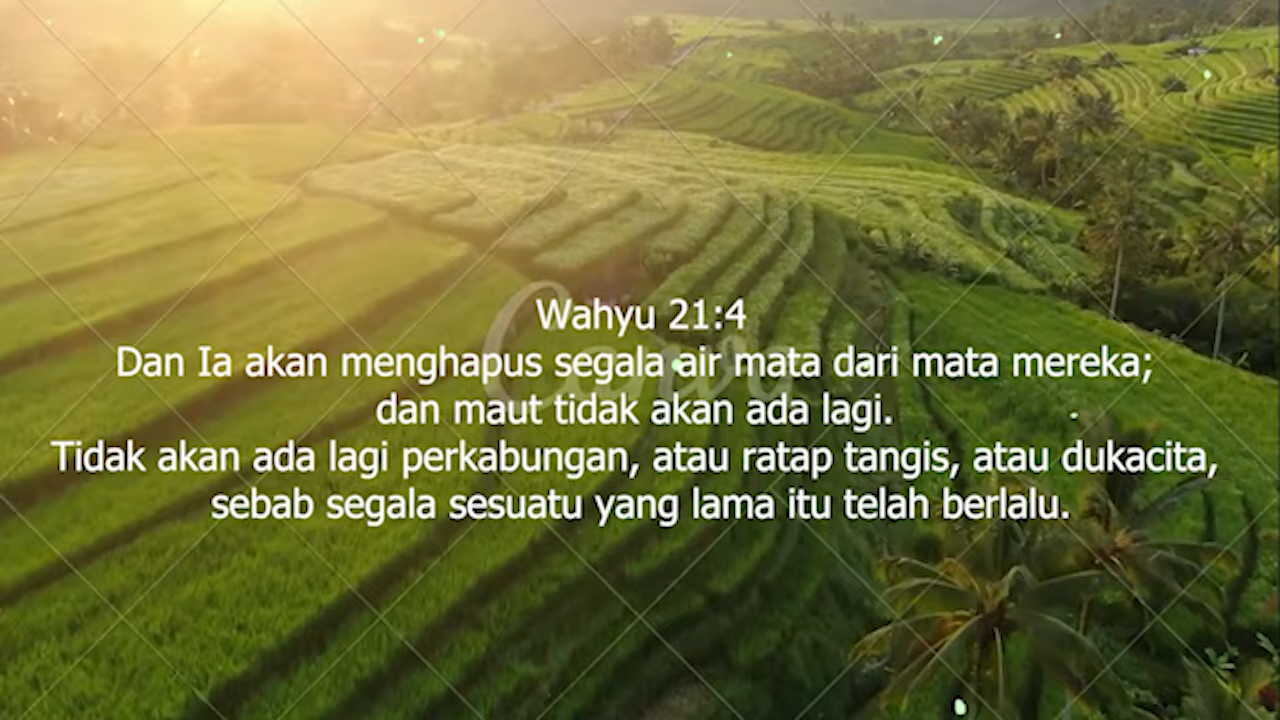 Wahyu 21:4
Dan Ia akan menghapus segala air mata dari mata mereka;
dan maut tidak akan ada lagi.
Tidak akan ada lagi perkabungan, atau ratap tangis, atau dukacita,
sebab segala sesuatu yang lama itu telah berlalu.
Canva